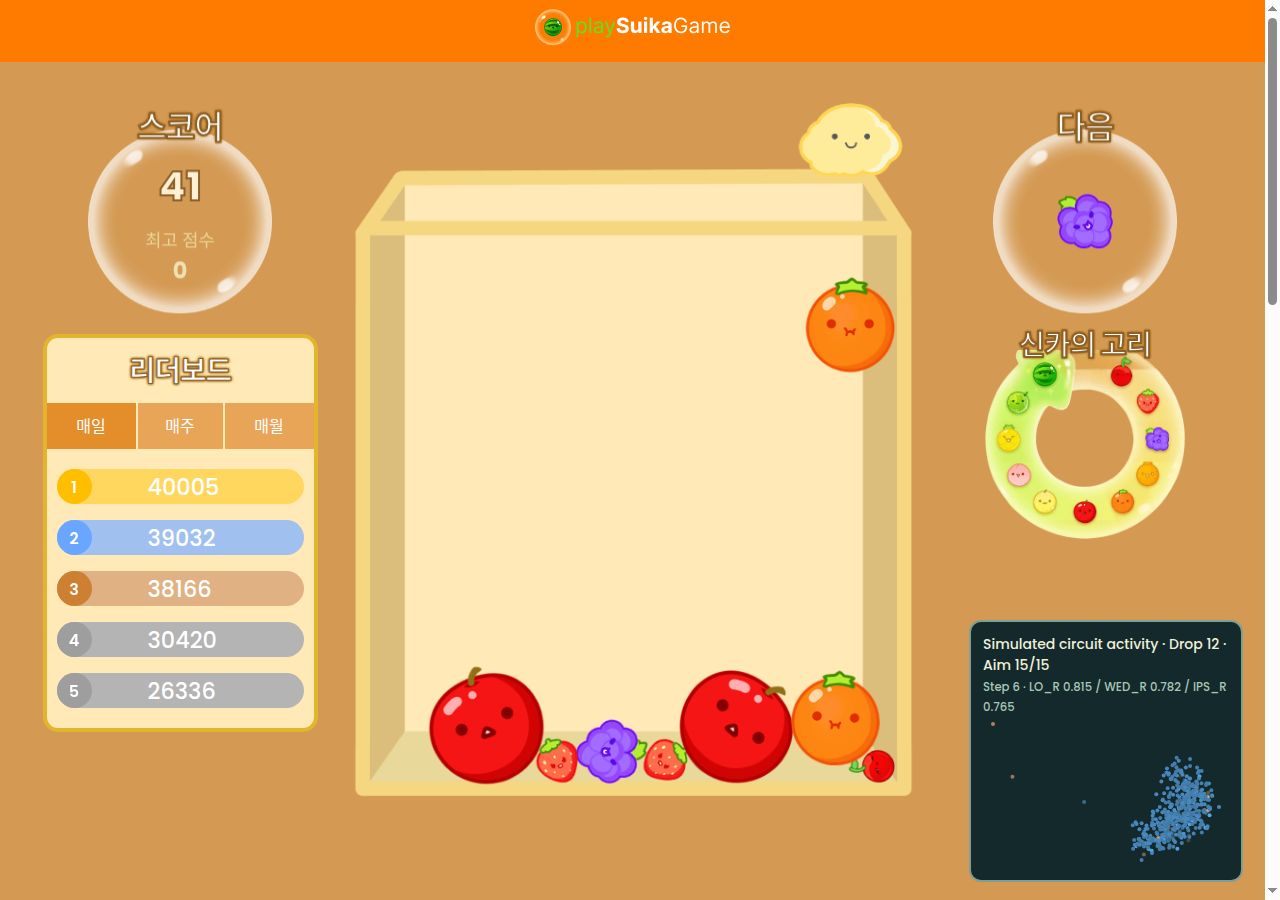 playSuikaGame
스코어
41
최고 점수
0
다음
신카의 고리
리더보드
매일
매주
매월
1 40005
2 39032
3 38166
4 30420
5 26336
Simulated circuit activity · Drop 12 ·
Aim 15/15
Step 6 · LO_R 0.815 / WED_R 0.782 / IPS_R
0.765